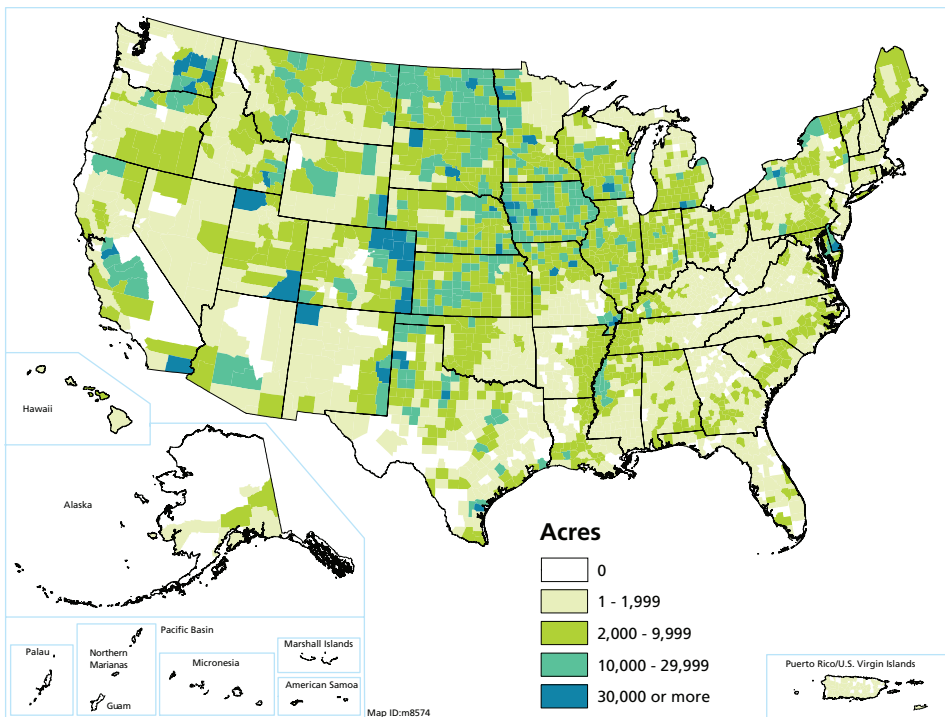 Hawaii
Alaska
Pacific Basin
Palau
Northern
Marianas
Guam
Micronesia
Marshall Islands
American Samoa
Map ID:m8574
Acres
0
1 - 1,999
2,000 - 9,999
10,000 - 29,999
30,000 or more
Puerto Rico/U.S. Virgin Islands